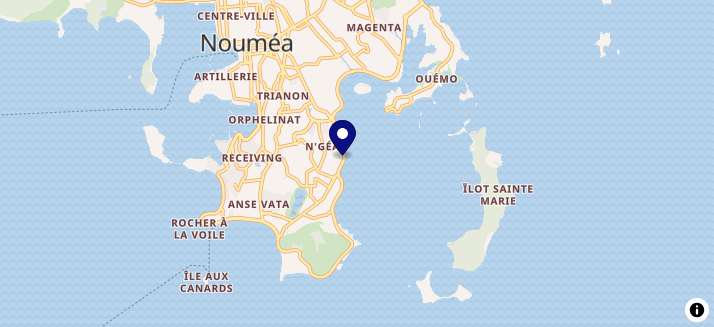 CENTRE-VILLE
MAGENTA
Nouméa
ARTILLERIE
OUÉMO
TRIANON
ORPHELINAT
RECEIVING
ÎLOT SAINTE
MARIE
ANSE VATA
ROCHER À
LA VOILE
ÎLE AUX
CANARDS